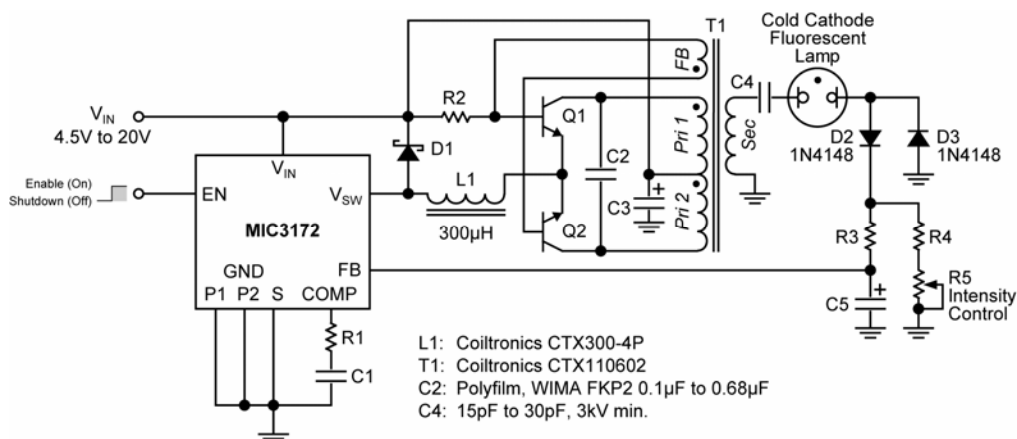 T1
Cold Cathode
Fluorescent
Lamp
FB
C4
R2
Q1
VIN
4.5V to 20V
D1
D2
1N4148
D3
1N4148
C2
Pri 1
Sec
VIN
L1
Enable (On)
Shutdown (Off)
EN
VSW
C3
Pri 2
300µH
Q2
R3
R4
MIC3172
GND
FB
P1 P2 S COMP
C5
R5
Intensity
Control
R1
C1
L1: Coiltronics CTX300-4P
T1: Coiltronics CTX110602
C2: Polyfilm, WIMA FKP2 0.1µF to 0.68µF
C4: 15pF to 30pF, 3kV min.